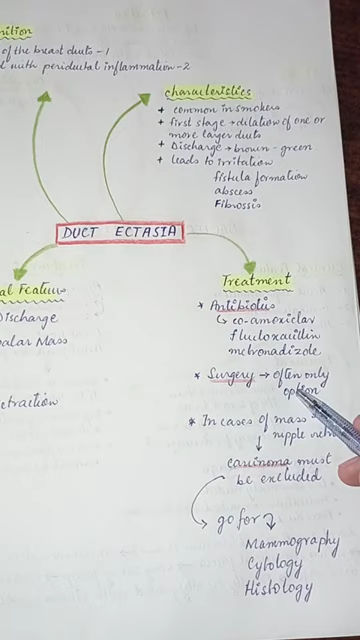 nition
of the breast ducts - 1
d with periductal inflammation - 2
Characteristics
+ common in smokers
+ first stage → dilation of one or
more larger ducts
+ Discharge → brown - green
+ leads to irritation
fistula formation
abscess
Fibrosis
DUCT ECTASIA
al Features
Discharge
olar Mass
etraction
Treatment
* Antibiotics
co-amoxiclav
flucloxacillin
metronadizole
* Surgery → often only
option
* In cases of mass
nipple retra
carcinoma must
be excluded
go for
Mammography
Cytology
Histology